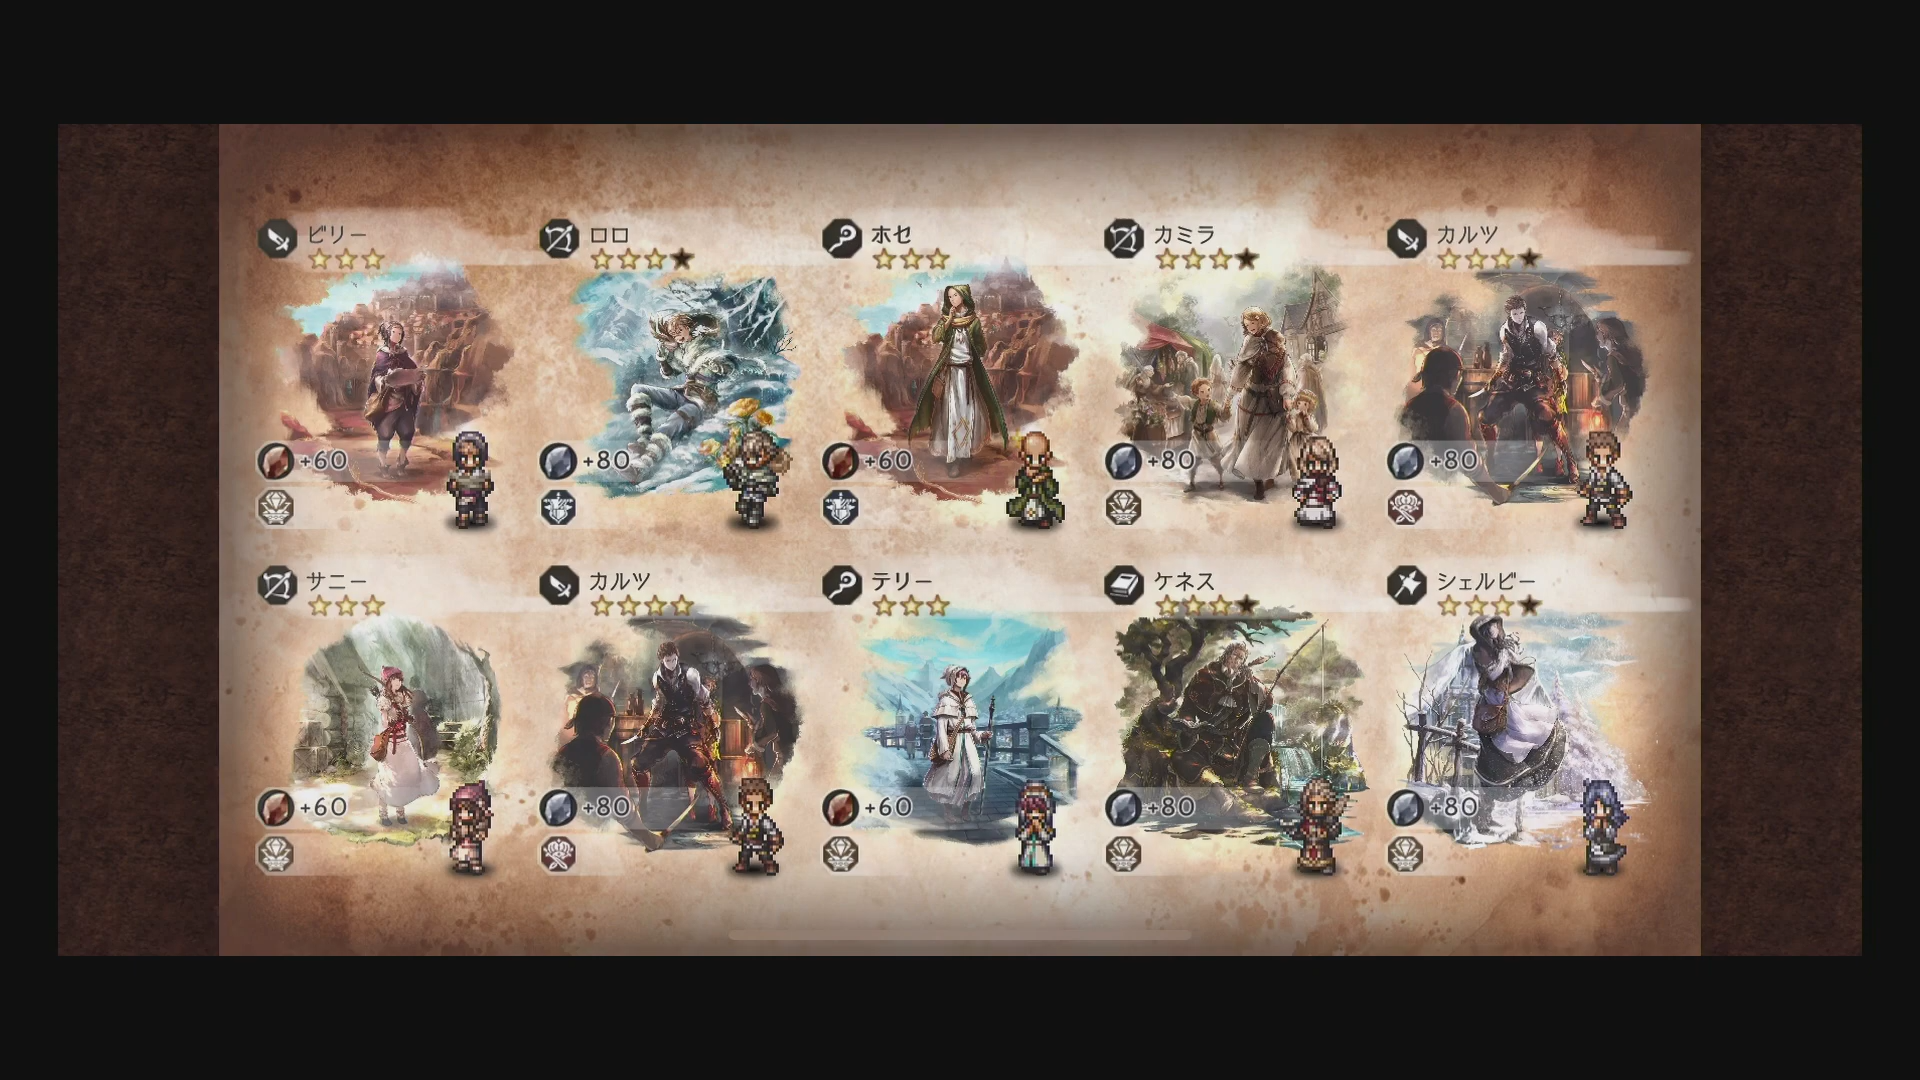 ビリー
ロロ
ホセ
カミラ
カルツ
+60
+80
+60
+80
+80
サニー
カルツ
テリー
ケネス
シェルビー
+60
+80
+60
+80
+80